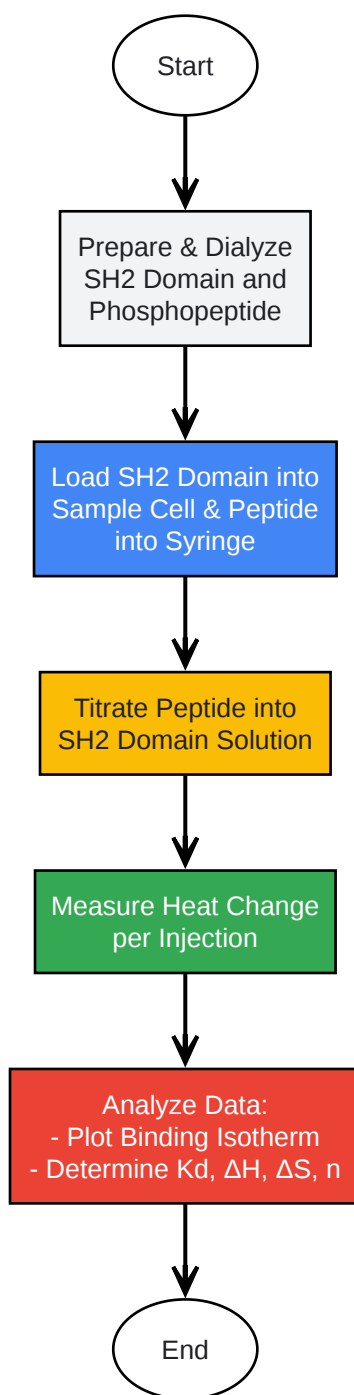 Start
Prepare & Dialyze
SH2 Domain and
Phosphopeptide
Load SH2 Domain into
Sample Cell & Peptide
into Syringe
Titrate Peptide into
SH2 Domain Solution
Measure Heat Change
per Injection
Analyze Data:
- Plot Binding Isotherm
- Determine Kd, ΔH, ΔS, n
End